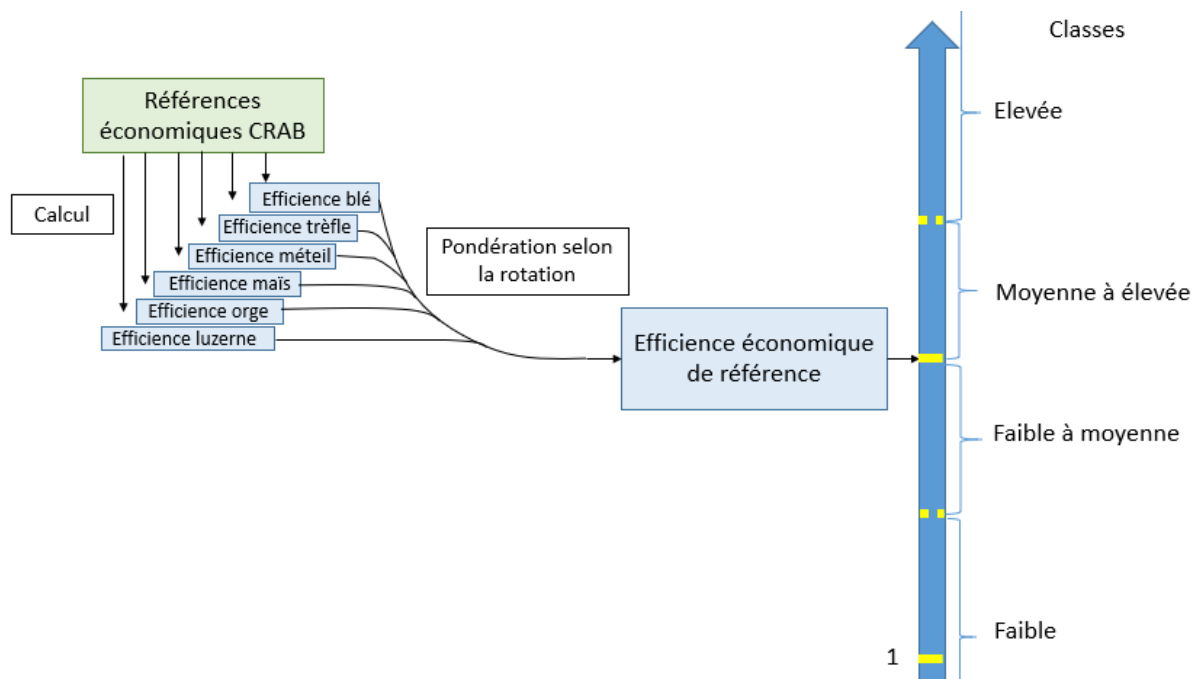 Références
économiques CRAB
Calcul
Efficience blé
Efficience trèfle
Efficience méteil
Efficience maïs
Efficience orge
Efficience luzerne
Pondération selon
la rotation
Efficience économique
de référence
Classes
Elevée
Moyenne à élevée
Faible à moyenne
Faible
1